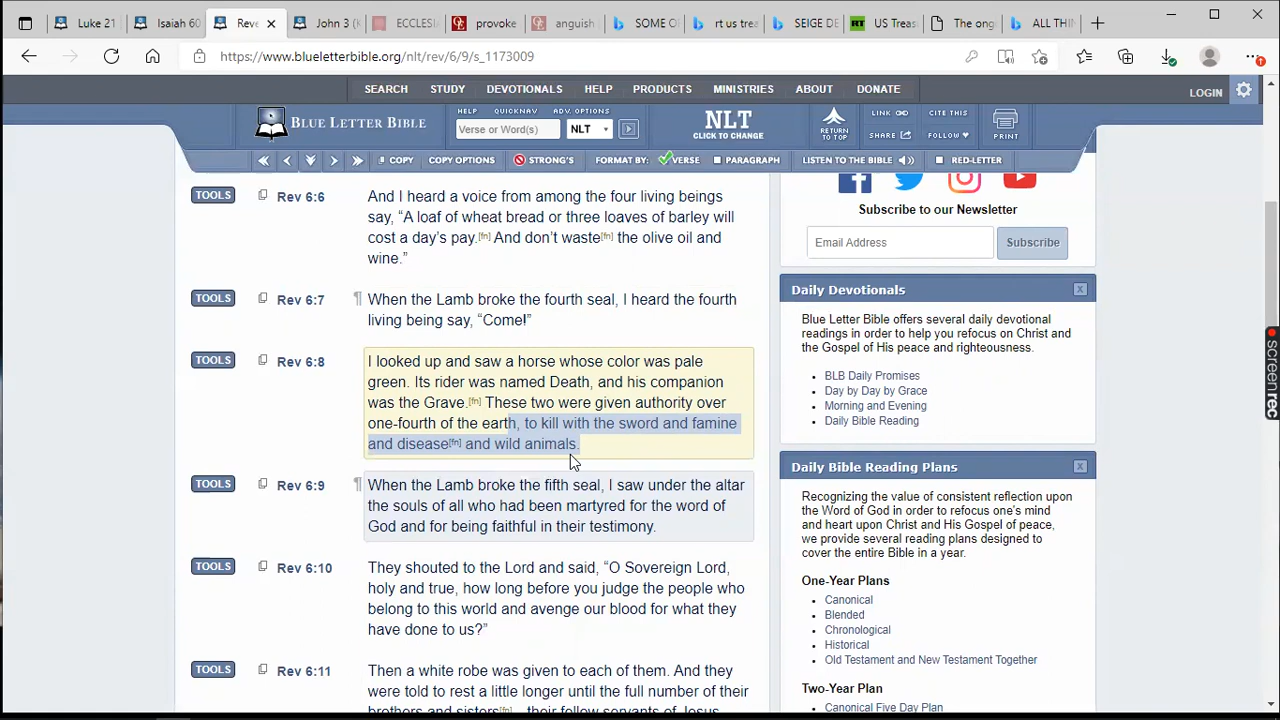 Luke 21
Isaiah 60
Reve
John 3 (K
ECCLESIA
provoke
anguish
SOME O
rt us trea
SEIGE DE
US Treas
The ong
ALL THIN
https://www.blueletterbible.org/nlt/rev/6/9/s_1173009
SEARCH STUDY DEVOTIONALS HELP PRODUCTS MINISTRIES ABOUT DONATE LOGIN
BLUE LETTER BIBLE
HELP QUICKNAV ADV. OPTIONS
Verse or Word(s) NLT
NLT
CLICK TO CHANGE
RETURN
TO TOP
LINK CITE THIS
SHARE FOLLOW
PRINT
COPY COPY OPTIONS STRONG'S FORMAT BY: VERSE PARAGRAPH LISTEN TO THE BIBLE RED-LETTER
TOOLS Rev 6:6 And I heard a voice from among the four living beings
say, “A loaf of wheat bread or three loaves of barley will
cost a day’s pay.[fn] And don’t waste[fn] the olive oil and
wine.”
TOOLS Rev 6:7 ¶ When the Lamb broke the fourth seal, I heard the fourth
living being say, “Come!”
TOOLS Rev 6:8 I looked up and saw a horse whose color was pale
green. Its rider was named Death, and his companion
was the Grave.[fn] These two were given authority over
one-fourth of the earth, to kill with the sword and famine
and disease[fn] and wild animals.
TOOLS Rev 6:9 ¶ When the Lamb broke the fifth seal, I saw under the altar
the souls of all who had been martyred for the word of
God and for being faithful in their testimony.
TOOLS Rev 6:10 They shouted to the Lord and said, “O Sovereign Lord,
holy and true, how long before you judge the people who
belong to this world and avenge our blood for what they
have done to us?”
TOOLS Rev 6:11 Then a white robe was given to each of them. And they
were told to rest a little longer until the full number of their
brothers and sisters[fn]—their fellow servants of Jesus
Subscribe to our Newsletter
Email Address Subscribe
Daily Devotionals
Blue Letter Bible offers several daily devotional
readings in order to help you refocus on Christ and
the Gospel of His peace and righteousness.
BLB Daily Promises
Day by Day by Grace
Morning and Evening
Daily Bible Reading
Daily Bible Reading Plans
Recognizing the value of consistent reflection upon
the Word of God in order to refocus one's mind
and heart upon Christ and His Gospel of peace,
we provide several reading plans designed to
cover the entire Bible in a year.
One-Year Plans
Canonical
Blended
Chronological
Historical
Old Testament and New Testament Together
Two-Year Plan
Canonical Five Day Plan
screenrec